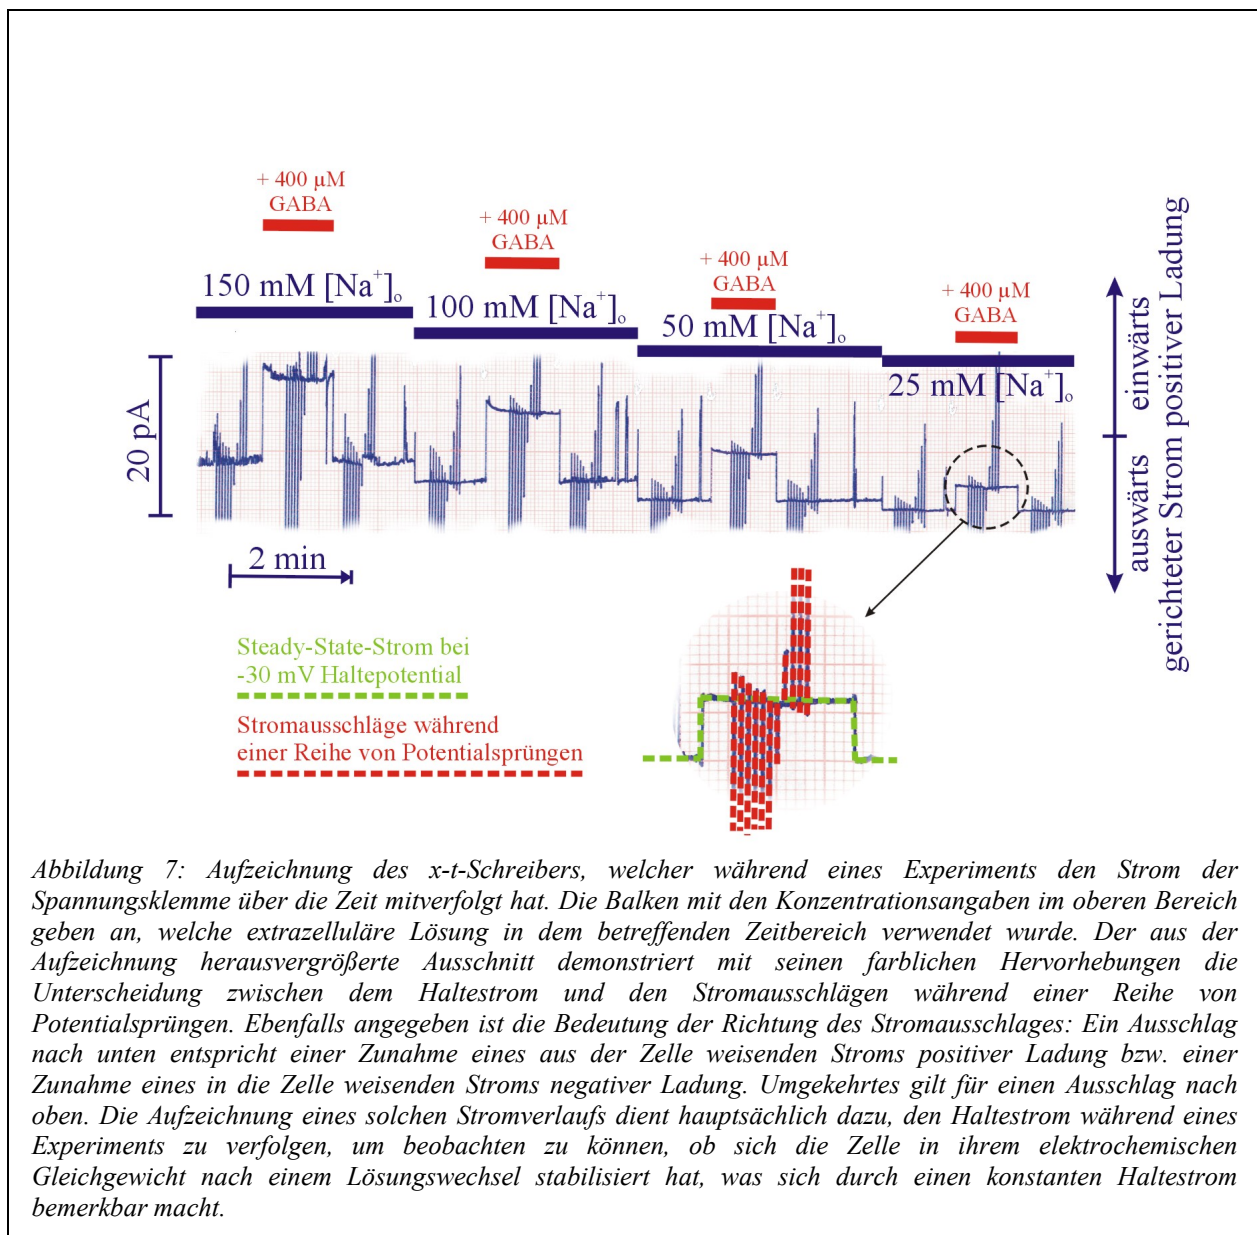 + 400 µM
GABA
+ 400 µM
GABA
+ 400 µM
GABA
+ 400 µM
GABA
150 mM [Na⁺]ₒ
100 mM [Na⁺]ₒ
50 mM [Na⁺]ₒ
25 mM [Na⁺]ₒ
20 pA
2 min
auswärts einwärts
gerichteter Strom positiver Ladung
Steady-State-Strom bei
-30 mV Haltepotential
Stromausschläge während
einer Reihe von Potentialsprüngen
Abbildung 7: Aufzeichnung des x-t-Schreibers, welcher während eines Experiments den Strom der
Spannungsklemme über die Zeit mitverfolgt hat. Die Balken mit den Konzentrationsangaben im oberen Bereich
geben an, welche extrazelluläre Lösung in dem betreffenden Zeitbereich verwendet wurde. Der aus der
Aufzeichnung herausvergrößerte Ausschnitt demonstriert mit seinen farblichen Hervorhebungen die
Unterscheidung zwischen dem Haltestrom und den Stromausschlägen während einer Reihe von
Potentialsprüngen. Ebenfalls angegeben ist die Bedeutung der Richtung des Stromausschlages: Ein Ausschlag
nach unten entspricht einer Zunahme eines aus der Zelle weisenden Stroms positiver Ladung bzw. einer
Zunahme eines in die Zelle weisenden Stroms negativer Ladung. Umgekehrtes gilt für einen Ausschlag nach
oben. Die Aufzeichnung eines solchen Stromverlaufs dient hauptsächlich dazu, den Haltestrom während eines
Experiments zu verfolgen, um beobachten zu können, ob sich die Zelle in ihrem elektrochemischen
Gleichgewicht nach einem Lösungswechsel stabilisiert hat, was sich durch einen konstanten Haltestrom
bemerkbar macht.